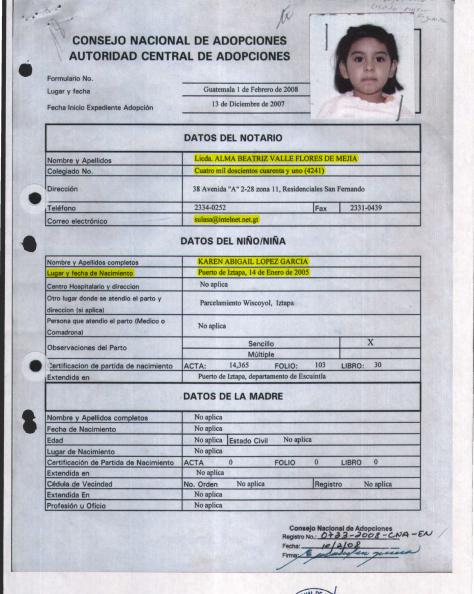 CONSEJO NACIONAL DE ADOPCIONES
AUTORIDAD CENTRAL DE ADOPCIONES
Formulario No.
Lugar y fecha Guatemala 1 de Febrero de 2008
Fecha Inicio Expediente Adopción 13 de Diciembre de 2007
DATOS DEL NOTARIO
Nombre y Apellidos Licda. ALMA BEATRIZ VALLE FLORES DE MEJIA
Colegiado No. Cuatro mil doscientos cuarenta y uno (4241)
Dirección 38 Avenida "A" 2-28 zona 11, Residenciales San Fernando
Teléfono 2334-0252 Fax 2331-0439
Correo electrónico sulasa@intelnet.net.gt
DATOS DEL NIÑO/NIÑA
Nombre y Apellidos completos KAREN ABIGAIL LOPEZ GARCIA
Lugar y fecha de Nacimiento Puerto de Iztapa, 14 de Enero de 2005
Centro Hospitalario y direccion No aplica
Otro lugar donde se atendio el parto y
direccion (si aplica) Parcelamiento Wiscoyol, Iztapa
Persona que atendio el parto (Medico o
Comadrona) No aplica
Observaciones del Parto Sencillo X
Múltiple
Certificacion de partida de nacimiento ACTA: 14,365 FOLIO: 103 LIBRO: 30
Extendida en Puerto de Iztapa, departamento de Escuintla
DATOS DE LA MADRE
Nombre y Apellidos completos No aplica
Fecha de Nacimiento No aplica
Edad No aplica Estado Civil No aplica
Lugar de Nacimiento No aplica
Certificación de Partida de Nacimiento ACTA 0 FOLIO 0 LIBRO 0
Extendida en No aplica
Cédula de Vecindad No. Orden No aplica Registro No aplica
Extendida En No aplica
Profesión u Oficio No aplica
Consejo Nacional de Adopciones
Registro No.: 0733-2008-CNA-EN
Fecha: 12/2/08
Firma: